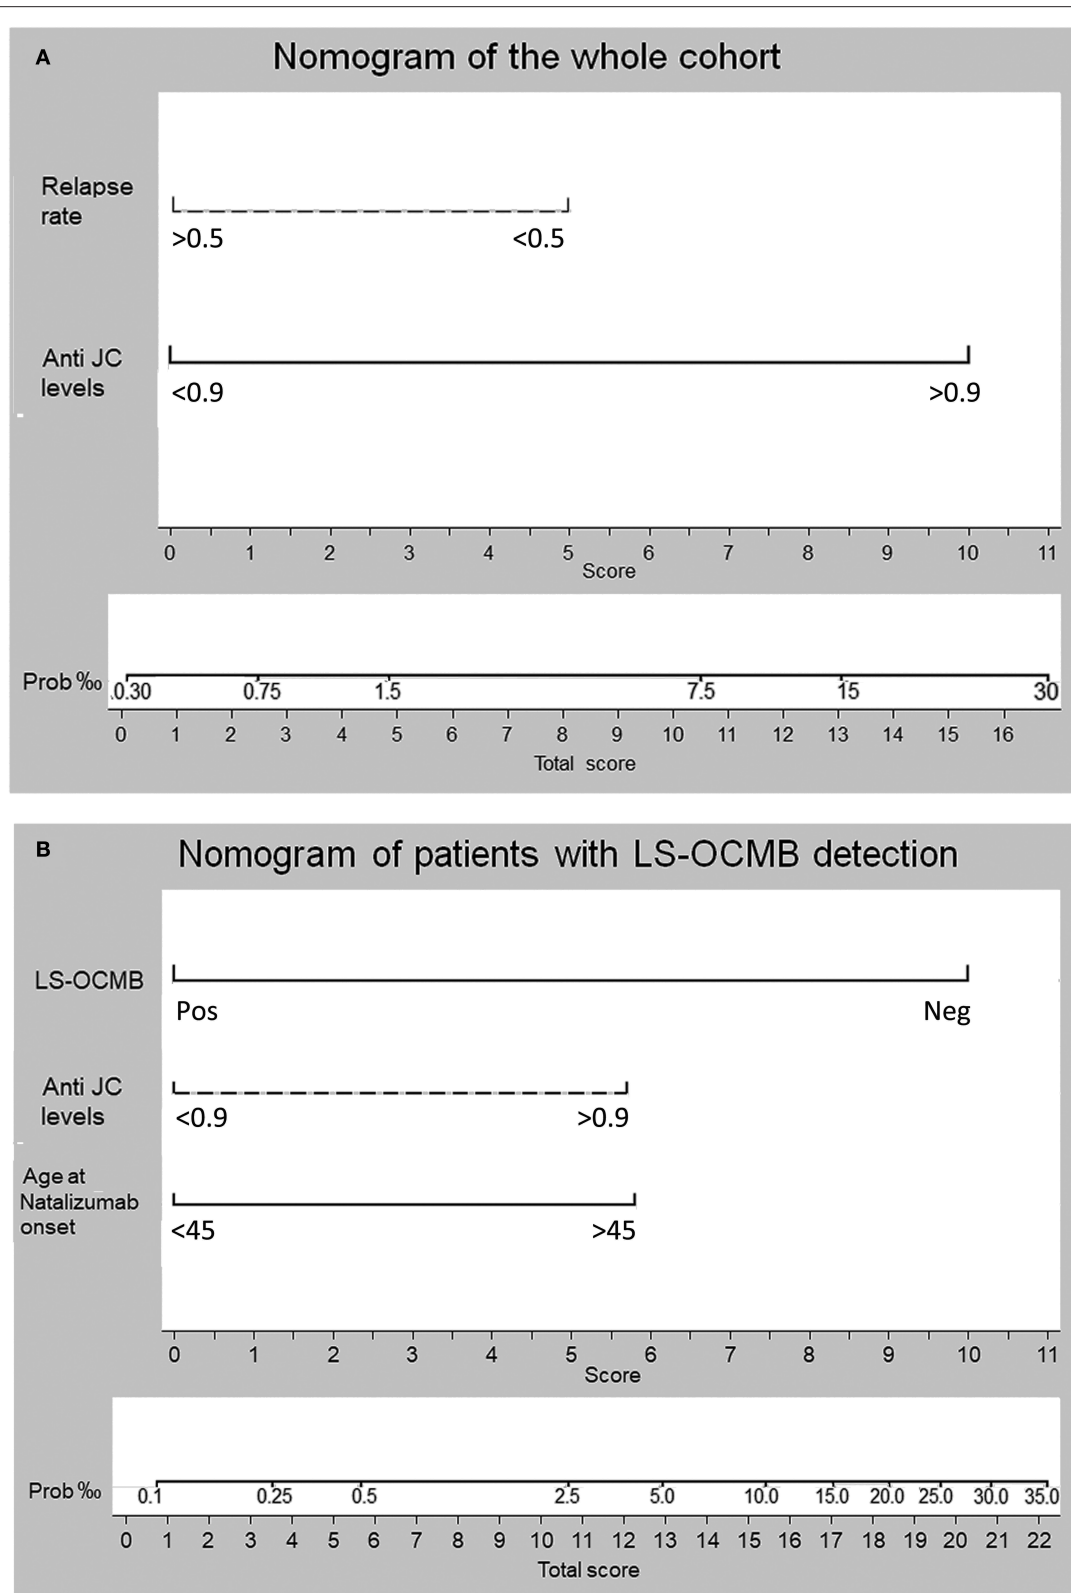 A
Nomogram of the whole cohort
Relapse
rate
>0.5 <0.5
Anti JC
levels
<0.9 >0.9
0 1 2 3 4 5 6 7 8 9 10 11
Score
Prob ‰
.0.30 0.75 1.5 7.5 15 30
0 1 2 3 4 5 6 7 8 9 10 11 12 13 14 15 16
Total score
B
Nomogram of patients with LS-OCMB detection
LS-OCMB
Pos Neg
Anti JC
levels
<0.9 >0.9
Age at
Natalizumab
onset
<45 >45
0 1 2 3 4 5 6 7 8 9 10 11
Score
Prob ‰
0.1 0.25 0.5 2.5 5.0 10.0 15.0 20.0 25.0 30.0 35.0
0 1 2 3 4 5 6 7 8 9 10 11 12 13 14 15 16 17 18 19 20 21 22
Total score